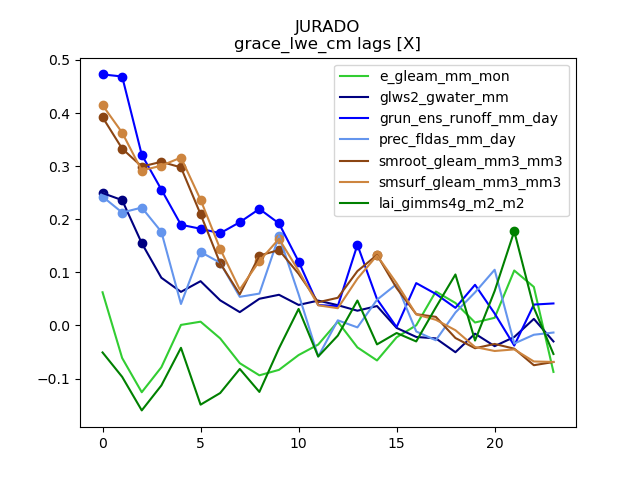 JURADO
grace_lwe_cm lags [X]
0.5
0.4
0.3
0.2
0.1
0.0
−0.1
0
5
10
15
20
e_gleam_mm_mon
glws2_gwater_mm
grun_ens_runoff_mm_day
prec_fldas_mm_day
smroot_gleam_mm3_mm3
smsurf_gleam_mm3_mm3
lai_gimms4g_m2_m2